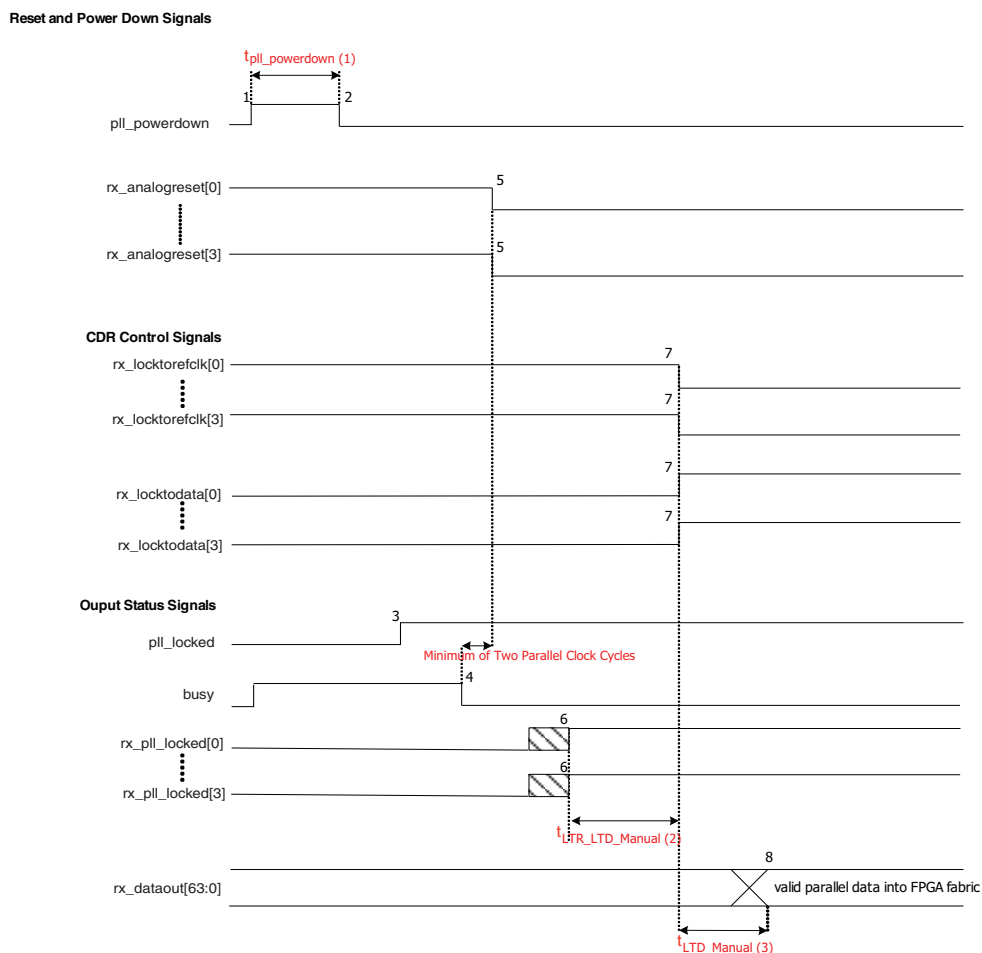 Reset and Power Down Signals
tpll_powerdown (1)
1
2
pll_powerdown
rx_analogreset[0]
5
rx_analogreset[3]
5
CDR Control Signals
rx_locktorefclk[0]
7
rx_locktorefclk[3]
7
rx_locktodata[0]
7
rx_locktodata[3]
7
Ouput Status Signals
pll_locked
3
Minimum of Two Parallel Clock Cycles
busy
4
rx_pll_locked[0]
6
rx_pll_locked[3]
6
tLTR_LTD_Manual (2)
8
rx_dataout[63:0]
valid parallel data into FPGA fabric
tLTD_Manual (3)